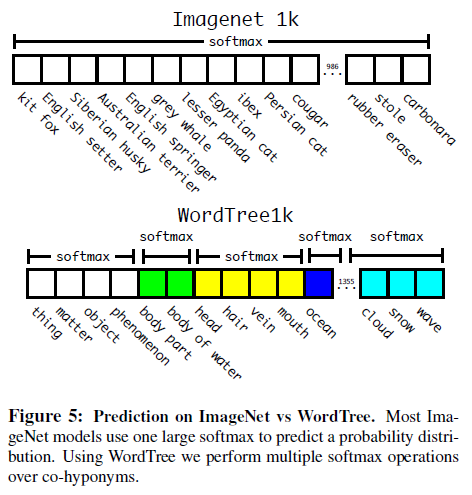 Imagenet 1k
softmax
986
...
kit fox
English setter
Siberian husky
Australian terrier
English springer
grey whale
lesser panda
Egyptian cat
ibex
Persian cat
cougar
rubber eraser
stole
carbonara
WordTree1k
softmax softmax softmax softmax softmax
1355
...
thing
matter
object
phenomenon
body part
body of water
head
hair
vein
mouth
ocean
cloud
snow
wave
Figure 5: Prediction on ImageNet vs WordTree. Most Ima-
geNet models use one large softmax to predict a probability distri-
bution. Using WordTree we perform multiple softmax operations
over co-hyponyms.